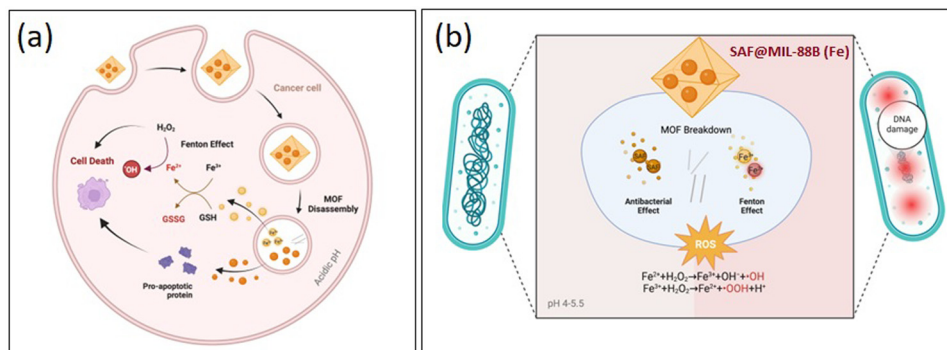 (a)
Cancer cell
H₂O₂
Fenton Effect
Cell Death
•OH
Fe²⁺
Fe³⁺
GSSG
GSH
MOF
Disassembly
Acidic pH
Pro-apoptotic
protein
(b)
SAF@MIL-88B (Fe)
MOF Breakdown
SAF
SAF
Antibacterial
Effect
Fenton
Effect
DNA
damage
ROS
Fe²⁺+H₂O₂→Fe³⁺+OH⁻+•OH
Fe³⁺+H₂O₂→Fe²⁺+•OOH+H⁺
pH 4-5.5